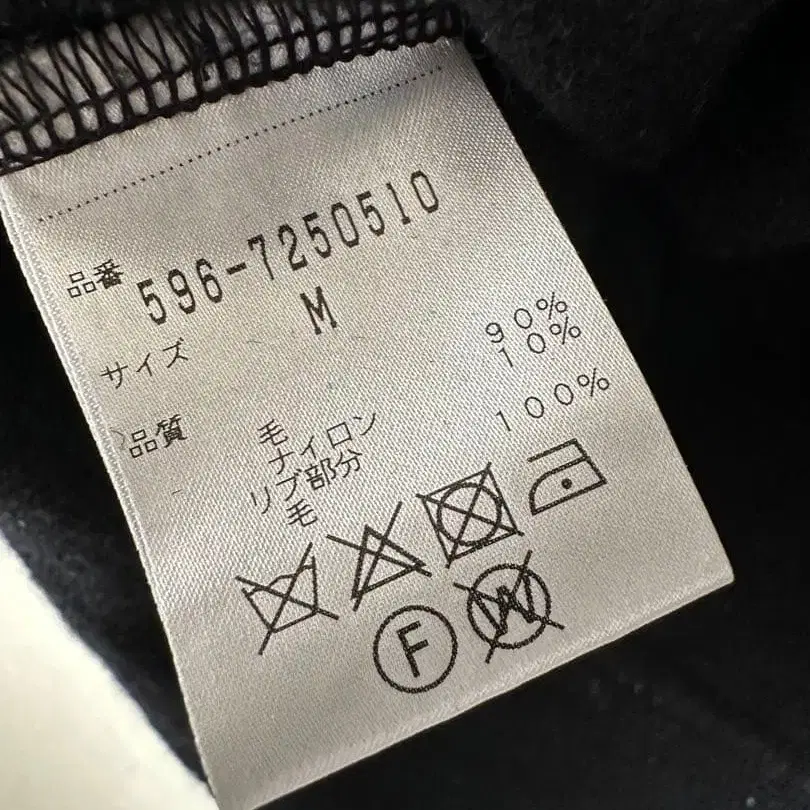 品番 596-7250510
サイズ M
品質 毛 90%
ナイロン 10%
リブ部分
毛 100%
F W